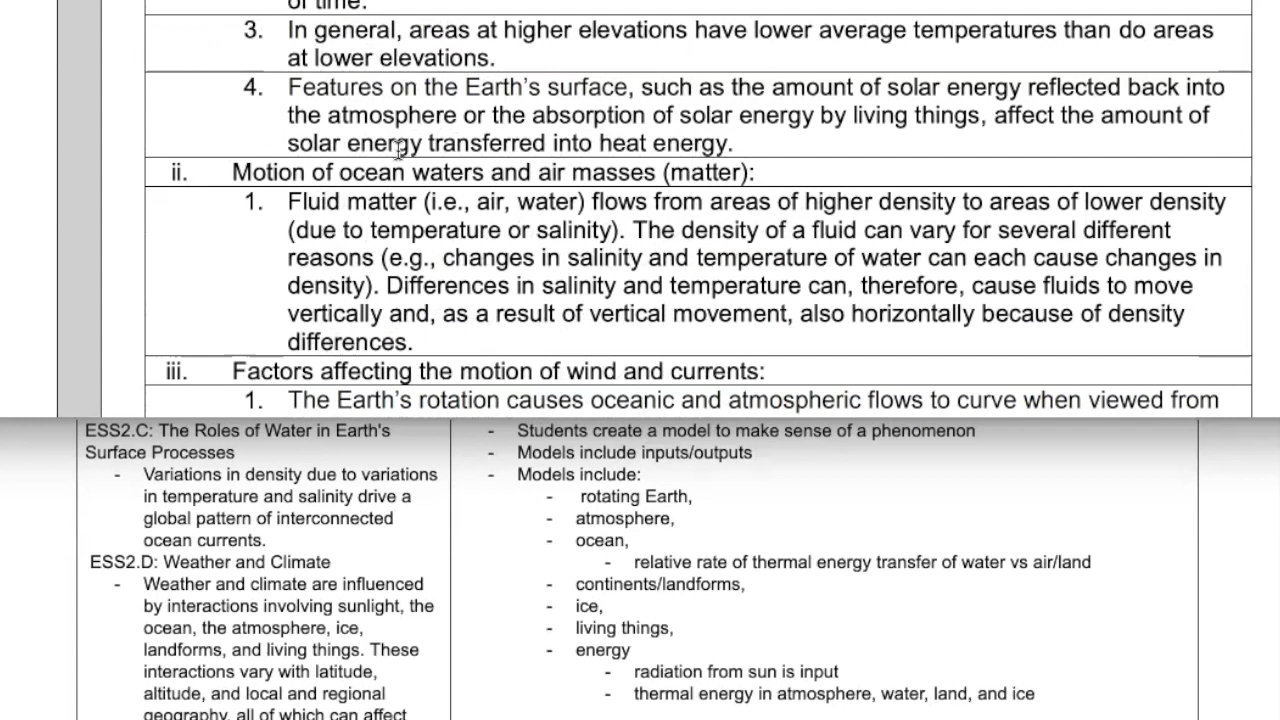 of time.
3. In general, areas at higher elevations have lower average temperatures than do areas
at lower elevations.
4. Features on the Earth’s surface, such as the amount of solar energy reflected back into
the atmosphere or the absorption of solar energy by living things, affect the amount of
solar energy transferred into heat energy.
ii. Motion of ocean waters and air masses (matter):
1. Fluid matter (i.e., air, water) flows from areas of higher density to areas of lower density
(due to temperature or salinity). The density of a fluid can vary for several different
reasons (e.g., changes in salinity and temperature of water can each cause changes in
density). Differences in salinity and temperature can, therefore, cause fluids to move
vertically and, as a result of vertical movement, also horizontally because of density
differences.
iii. Factors affecting the motion of wind and currents:
1. The Earth’s rotation causes oceanic and atmospheric flows to curve when viewed from
ESS2.C: The Roles of Water in Earth's
Surface Processes
- Variations in density due to variations
in temperature and salinity drive a
global pattern of interconnected
ocean currents.
ESS2.D: Weather and Climate
- Weather and climate are influenced
by interactions involving sunlight, the
ocean, the atmosphere, ice,
landforms, and living things. These
interactions vary with latitude,
altitude, and local and regional
geography, all of which can affect
- Students create a model to make sense of a phenomenon
- Models include inputs/outputs
- Models include:
- rotating Earth,
- atmosphere,
- ocean,
- relative rate of thermal energy transfer of water vs air/land
- continents/landforms,
- ice,
- living things,
- energy
- radiation from sun is input
- thermal energy in atmosphere, water, land, and ice